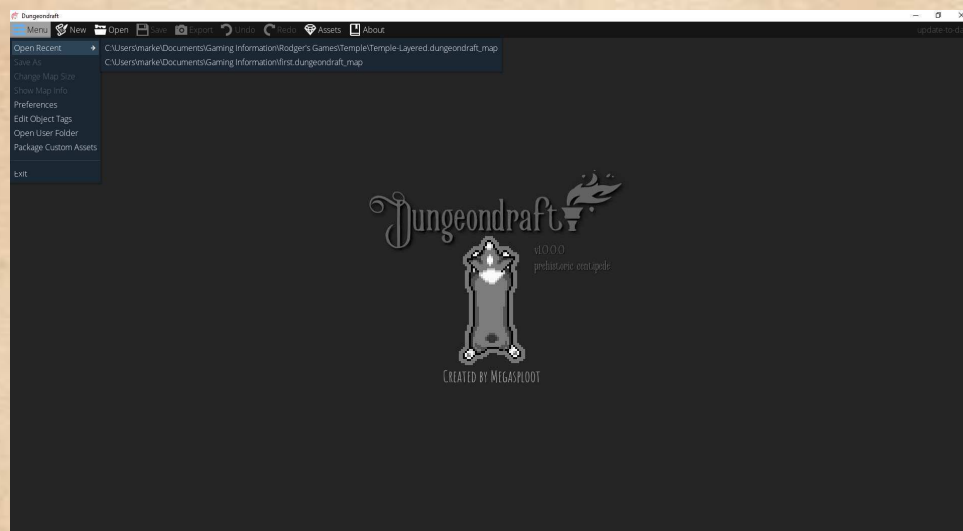 Dungeondraft
Menu New Open Save Export Undo Redo Assets About update to da
Open Recent C:\Users\marke\Documents\Gaming Information\Rodger's Games\Temple\Temple-Layered.dungeondraft_map
Save As C:\Users\marke\Documents\Gaming Information\first.dungeondraft_map
Change Map Size
Show Map Info
Preferences
Edit Object Tags
Open User Folder
Package Custom Assets
Exit
Dungeondraft
v1.0.0.0
prehistoric centapede
Created by Megasploot